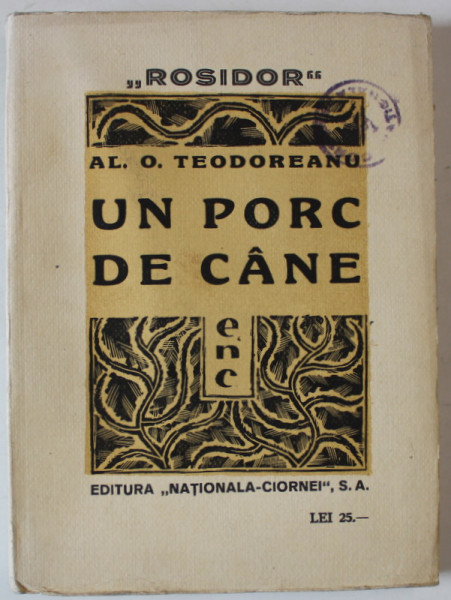 „ROSIDOR“
AL. O. TEODOREANU
UN PORC
DE CÂNE
enc
EDITURA „NAȚIONALA-CIORNEI“, S. A.
LEI 25.—